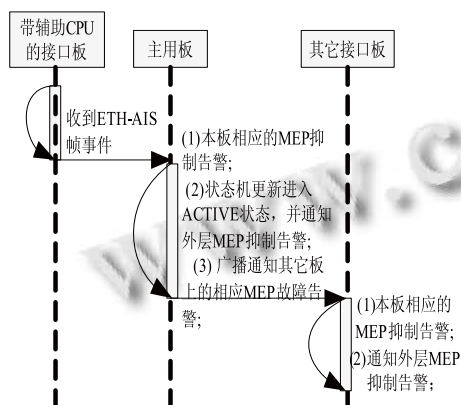 带辅助CPU
的接口板
主用板
其它接口板
收到ETH-AIS
帧事件
(1)本板相应的MEP抑
制告警;
(2)状态机更新进入
ACTIVE状态，并通知
外层MEP抑制告警;
(3) 广播通知其它板
上的相应MEP故障告
警;
(1)本板相应的
MEP抑制告警;
(2)通知外层MEP
抑制告警;
www.c